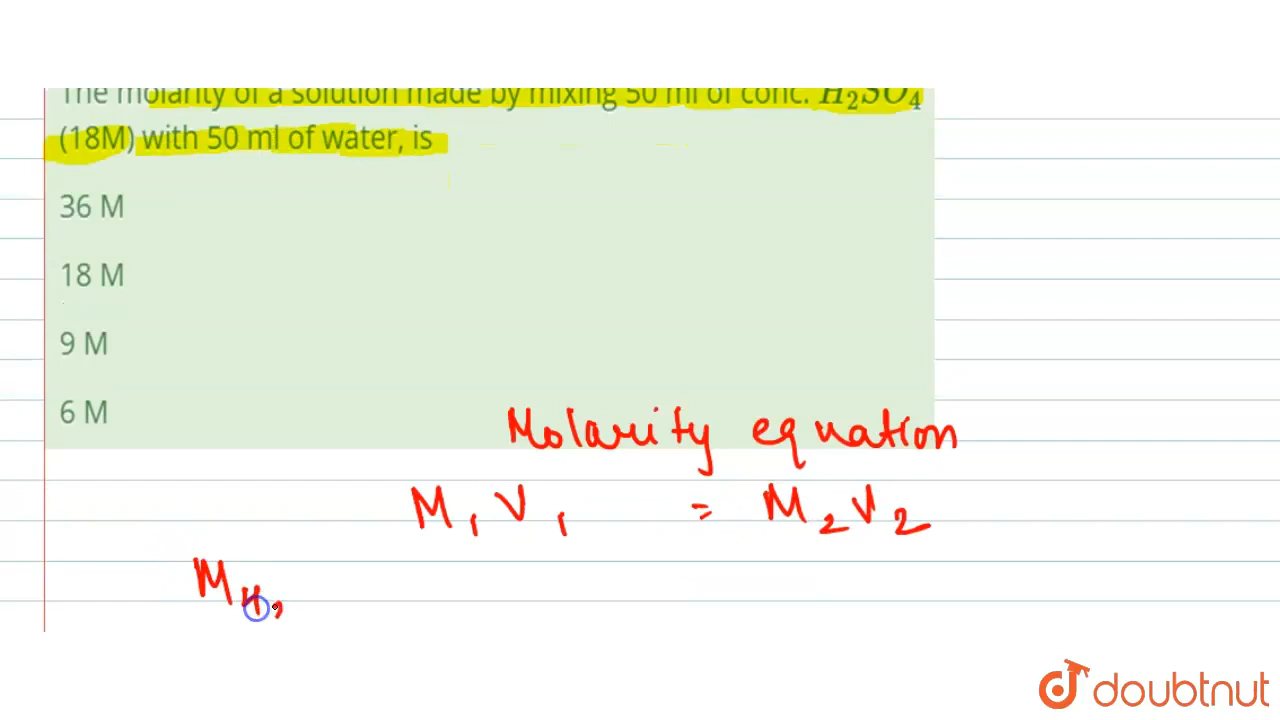 The molarity of a solution made by mixing 50 ml of conc. H₂SO₄
(18M) with 50 ml of water, is
36 M
18 M
9 M
6 M
Molarity equation
M₁V₁ = M₂V₂
M_H₂
doubtnut